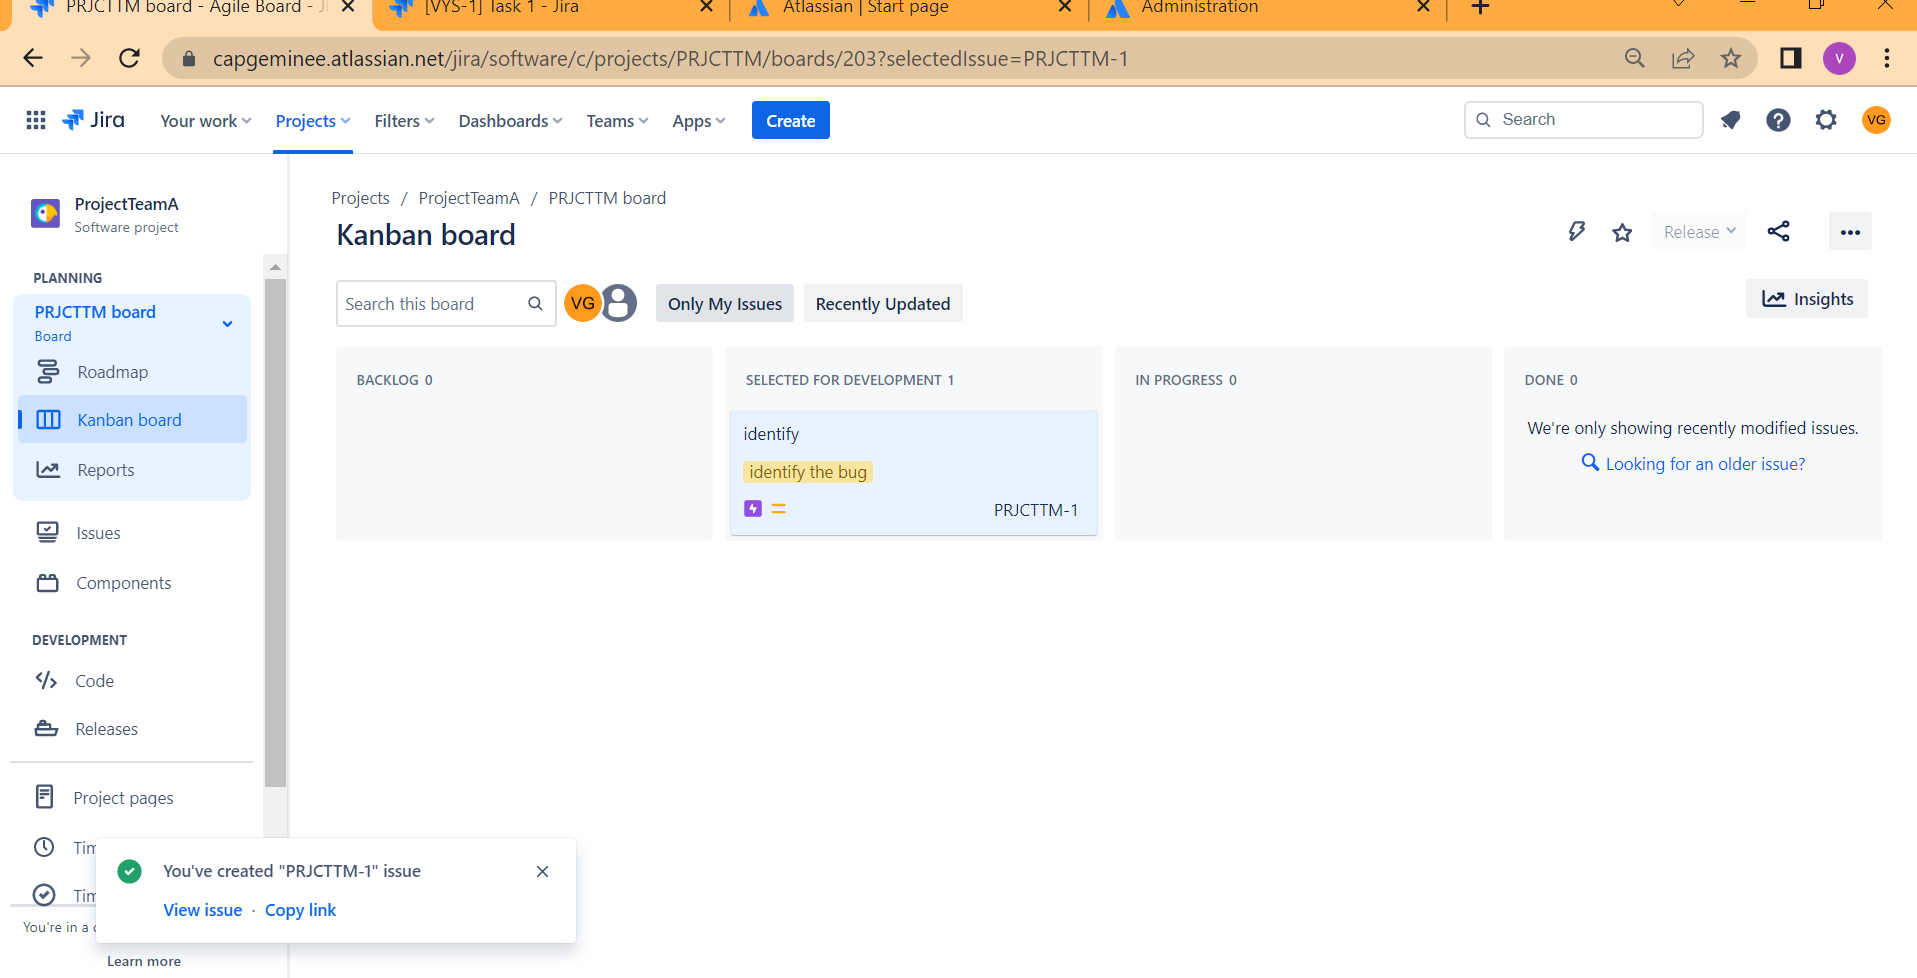 PRJCTTM board - Agile Board - Ji
[VYS-1] Task 1 - Jira
Atlassian | Start page
Administration
capgeminee.atlassian.net/jira/software/c/projects/PRJCTTM/boards/203?selectedIssue=PRJCTTM-1
V
Jira
Your work
Projects
Filters
Dashboards
Teams
Apps
Create
Search
VG
ProjectTeamA
Software project
PLANNING
PRJCTTM board
Board
Roadmap
Kanban board
Reports
Issues
Components
DEVELOPMENT
Code
Releases
Project pages
Tim
Tim
You're in a c
Learn more
Projects / ProjectTeamA / PRJCTTM board
Kanban board
Release
Search this board
VG
Only My Issues
Recently Updated
Insights
BACKLOG 0
SELECTED FOR DEVELOPMENT 1
identify
identify the bug
PRJCTTM-1
IN PROGRESS 0
DONE 0
We're only showing recently modified issues.
Looking for an older issue?
You've created "PRJCTTM-1" issue
View issue · Copy link